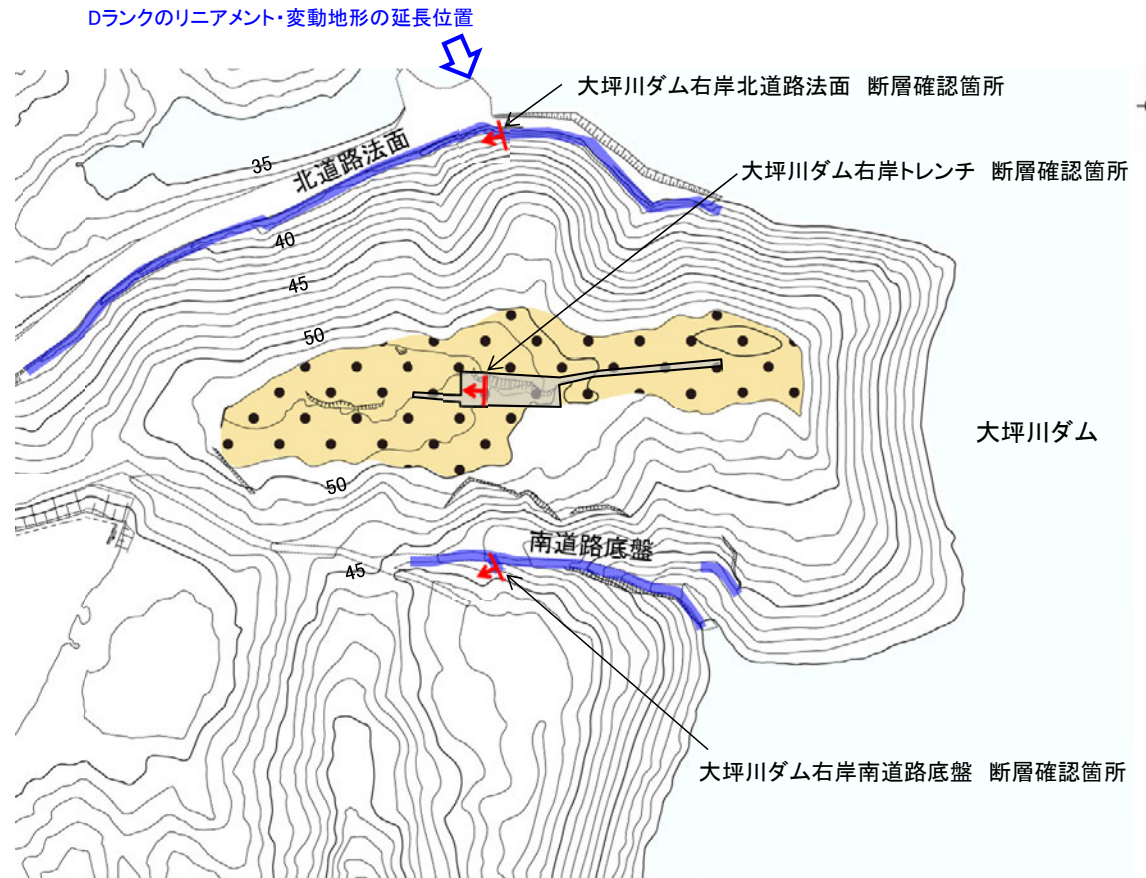 Dランクのリニアメント・変動地形の延長位置
大坪川ダム右岸北道路法面 断層確認箇所
35
北道路法面
大坪川ダム右岸トレンチ 断層確認箇所
40
45
50
大坪川ダム
50
南道路底盤
45
大坪川ダム右岸南道路底盤 断層確認箇所